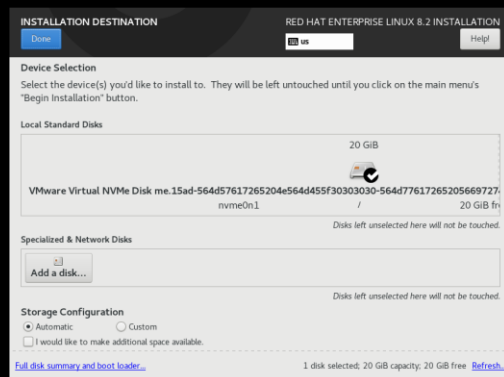 INSTALLATION DESTINATION
RED HAT ENTERPRISE LINUX 8.2 INSTALLATION
Done
us
Help!
Device Selection
Select the device(s) you'd like to install to. They will be left untouched until you click on the main menu's
"Begin Installation" button.
Local Standard Disks
20 GiB
VMware Virtual NVMe Disk me.15ad-564d57617265204e564d455f30303030-564d77617265205669727
nvme0n1 / 20 GiB fr
Disks left unselected here will not be touched.
Specialized & Network Disks
Add a disk...
Disks left unselected here will not be touched.
Storage Configuration
Automatic Custom
I would like to make additional space available.
Full disk summary and boot loader...
1 disk selected; 20 GiB capacity; 20 GiB free Refresh.